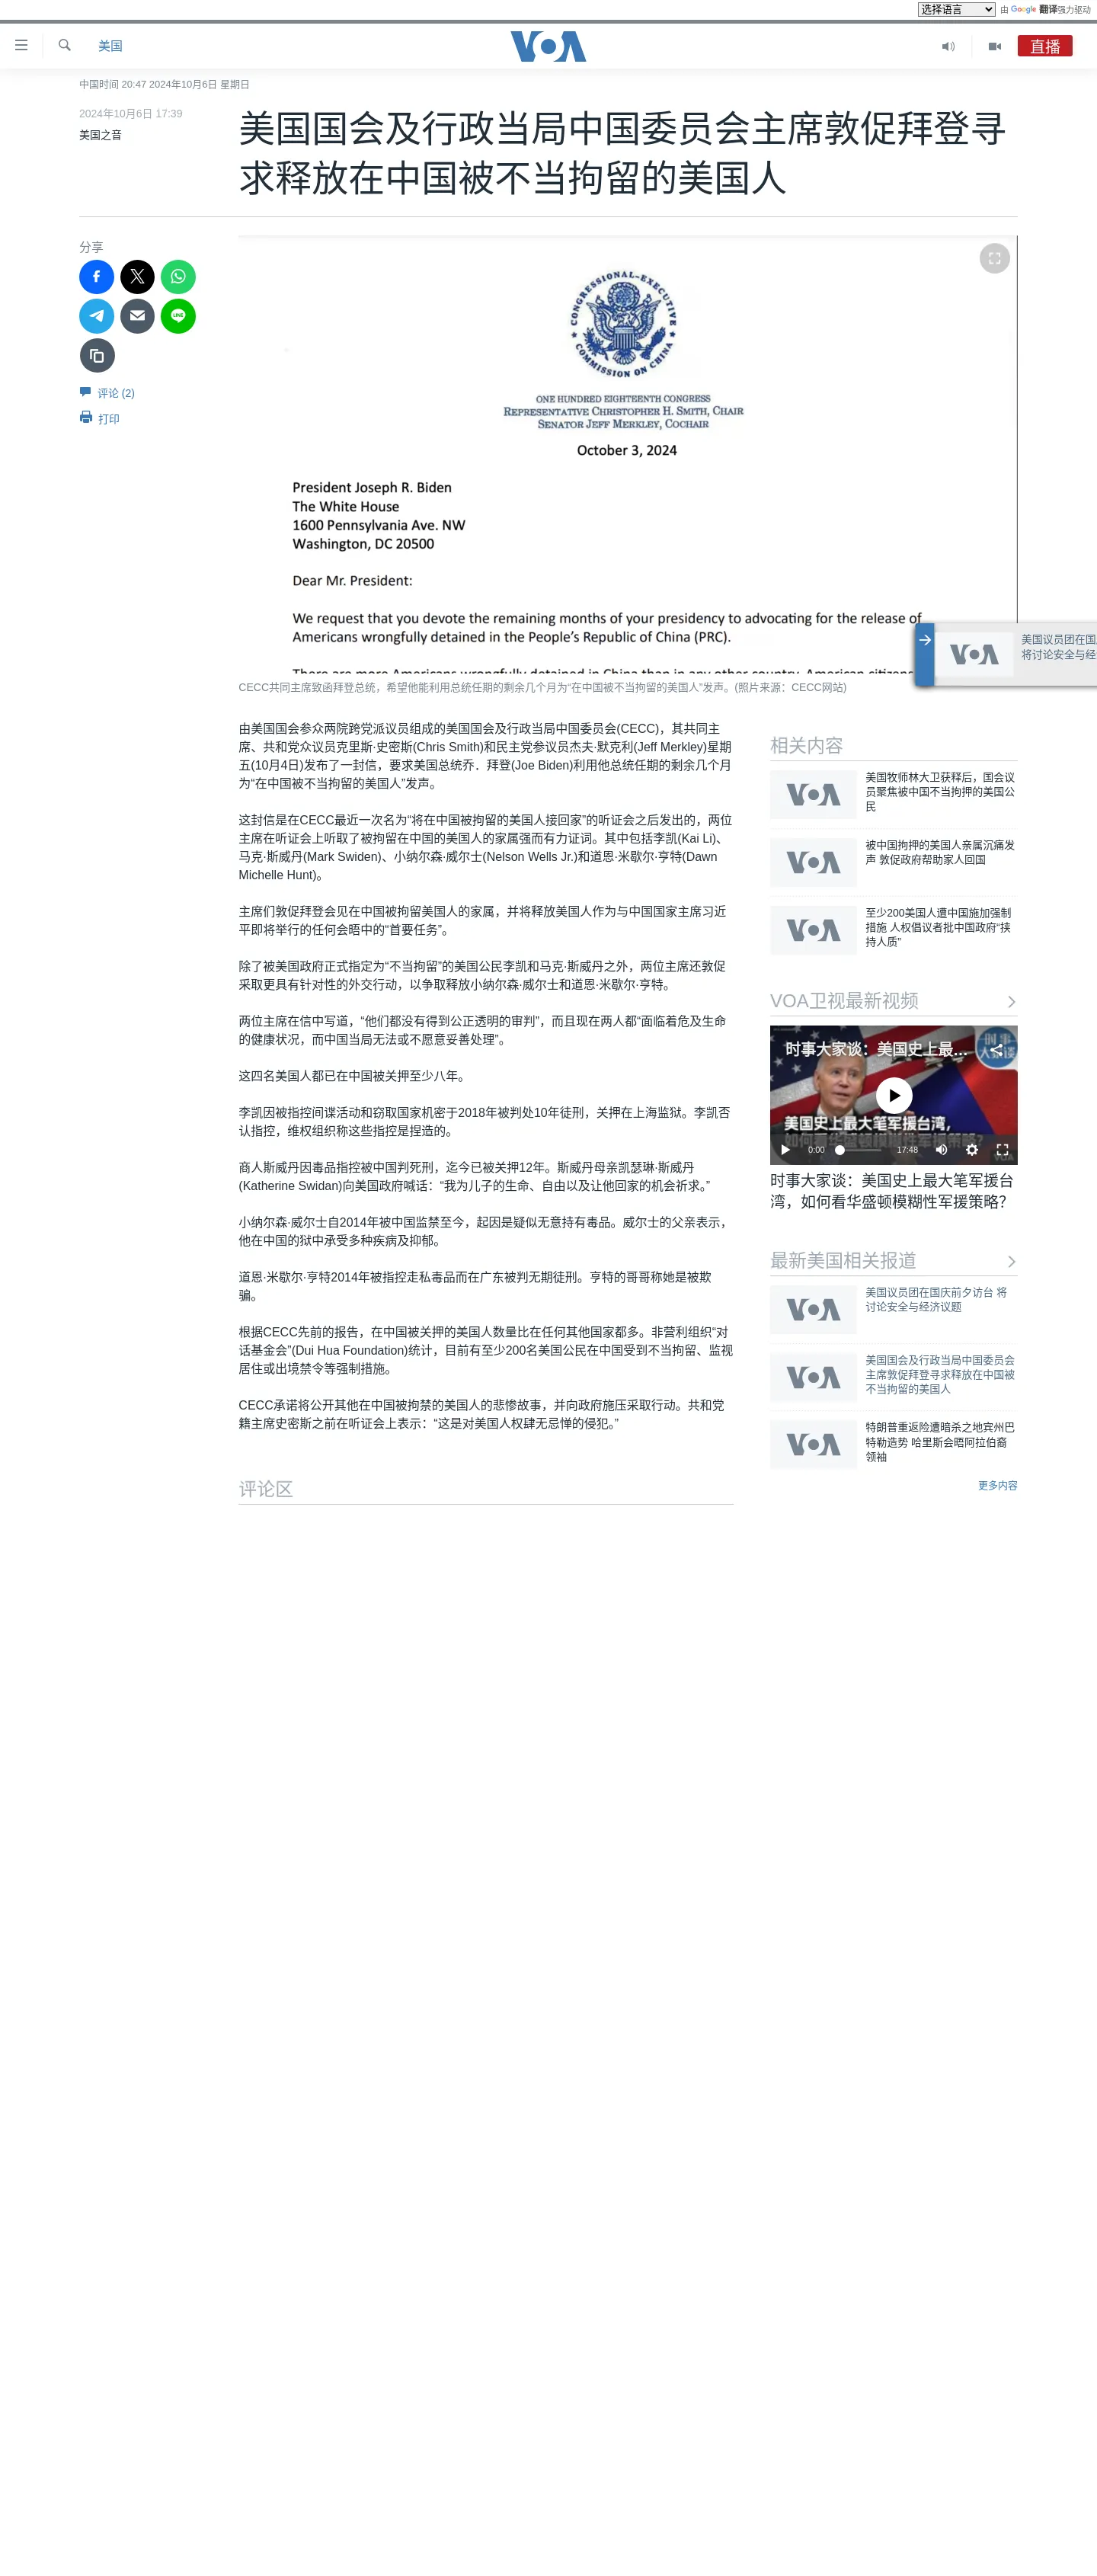 选择语言 由 Google 翻译强力驱动
美国
VOA
直播
中国时间 20:47 2024年10月6日 星期日
2024年10月6日 17:39
美国之音
美国国会及行政当局中国委员会主席敦促拜登寻
求释放在中国被不当拘留的美国人
分享
评论 (2)
打印
CONGRESSIONAL-EXECUTIVE
COMMISSION ON CHINA
ONE HUNDRED EIGHTEENTH CONGRESS
REPRESENTATIVE CHRISTOPHER H. SMITH, CHAIR
SENATOR JEFF MERKLEY, COCHAIR
October 3, 2024
President Joseph R. Biden
The White House
1600 Pennsylvania Ave. NW
Washington, DC 20500
Dear Mr. President:
We request that you devote the remaining months of your presidency to advocating for the release of
Americans wrongfully detained in the People's Republic of China (PRC).
There are more Americans wrongfully detained in China than in any other country. American citizens
VOA
美国议员团在国
将讨论安全与经
CECC共同主席致函拜登总统，希望他能利用总统任期的剩余几个月为“在中国被不当拘留的美国人”发声。(照片来源：CECC网站)
由美国国会参众两院跨党派议员组成的美国国会及行政当局中国委员会(CECC)，其共同主
席、共和党众议员克里斯·史密斯(Chris Smith)和民主党参议员杰夫·默克利(Jeff Merkley)星期
五(10月4日)发布了一封信，要求美国总统乔．拜登(Joe Biden)利用他总统任期的剩余几个月
为“在中国被不当拘留的美国人”发声。
这封信是在CECC最近一次名为“将在中国被拘留的美国人接回家”的听证会之后发出的，两位
主席在听证会上听取了被拘留在中国的美国人的家属强而有力证词。其中包括李凯(Kai Li)、
马克·斯威丹(Mark Swiden)、小纳尔森·威尔士(Nelson Wells Jr.)和道恩·米歇尔·亨特(Dawn
Michelle Hunt)。
主席们敦促拜登会见在中国被拘留美国人的家属，并将释放美国人作为与中国国家主席习近
平即将举行的任何会晤中的“首要任务”。
除了被美国政府正式指定为“不当拘留”的美国公民李凯和马克·斯威丹之外，两位主席还敦促
采取更具有针对性的外交行动，以争取释放小纳尔森·威尔士和道恩·米歇尔·亨特。
两位主席在信中写道，“他们都没有得到公正透明的审判”，而且现在两人都“面临着危及生命
的健康状况，而中国当局无法或不愿意妥善处理”。
这四名美国人都已在中国被关押至少八年。
李凯因被指控间谍活动和窃取国家机密于2018年被判处10年徒刑，关押在上海监狱。李凯否
认指控，维权组织称这些指控是捏造的。
商人斯威丹因毒品指控被中国判死刑，迄今已被关押12年。斯威丹母亲凯瑟琳·斯威丹
(Katherine Swidan)向美国政府喊话：“我为儿子的生命、自由以及让他回家的机会祈求。”
小纳尔森·威尔士自2014年被中国监禁至今，起因是疑似无意持有毒品。威尔士的父亲表示，
他在中国的狱中承受多种疾病及抑郁。
道恩·米歇尔·亨特2014年被指控走私毒品而在广东被判无期徒刑。亨特的哥哥称她是被欺
骗。
根据CECC先前的报告，在中国被关押的美国人数量比在任何其他国家都多。非营利组织“对
话基金会”(Dui Hua Foundation)统计，目前有至少200名美国公民在中国受到不当拘留、监视
居住或出境禁令等强制措施。
CECC承诺将公开其他在中国被拘禁的美国人的悲惨故事，并向政府施压采取行动。共和党
籍主席史密斯之前在听证会上表示：“这是对美国人权肆无忌惮的侵犯。”
评论区
相关内容
VOA
美国牧师林大卫获释后，国会议
员聚焦被中国不当拘押的美国公
民
VOA
被中国拘押的美国人亲属沉痛发
声 敦促政府帮助家人回国
VOA
至少200美国人遭中国施加强制
措施 人权倡议者批中国政府“挟
持人质”
VOA卫视最新视频
时事大家谈：美国史上最...
时事
大家谈
美国史上最大笔军援台湾，
0:00
17:48
时事大家谈：美国史上最大笔军援台
湾，如何看华盛顿模糊性军援策略？
最新美国相关报道
VOA
美国议员团在国庆前夕访台 将
讨论安全与经济议题
VOA
美国国会及行政当局中国委员会
主席敦促拜登寻求释放在中国被
不当拘留的美国人
VOA
特朗普重返险遭暗杀之地宾州巴
特勒造势 哈里斯会晤阿拉伯裔
领袖
更多内容